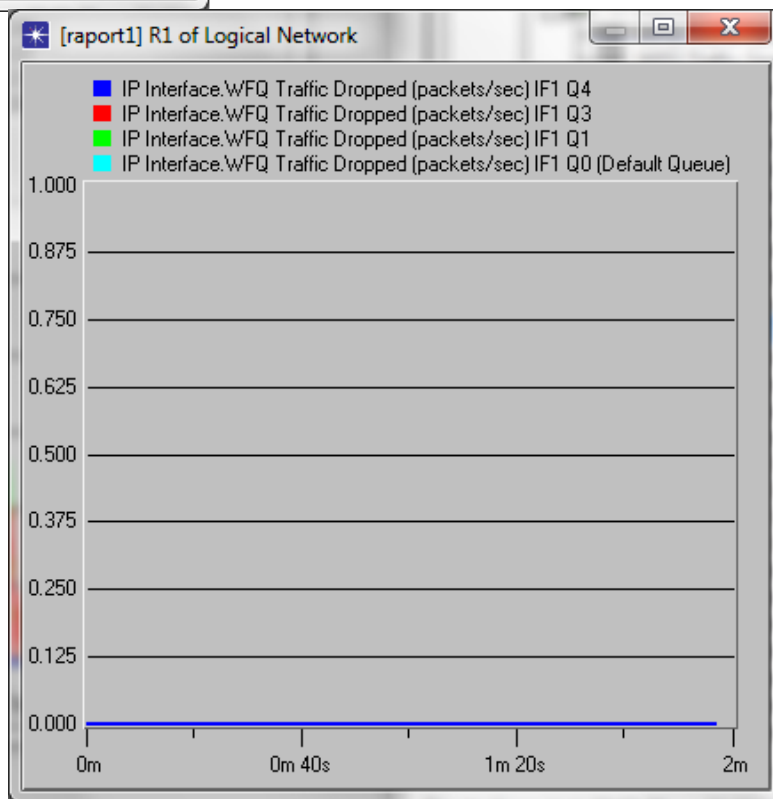 [raport1] R1 of Logical Network
IP Interface.WFQ Traffic Dropped (packets/sec) IF1 Q4
IP Interface.WFQ Traffic Dropped (packets/sec) IF1 Q3
IP Interface.WFQ Traffic Dropped (packets/sec) IF1 Q1
IP Interface.WFQ Traffic Dropped (packets/sec) IF1 Q0 (Default Queue)
1.000
0.875
0.750
0.625
0.500
0.375
0.250
0.125
0.000
0m 0m 40s 1m 20s 2m